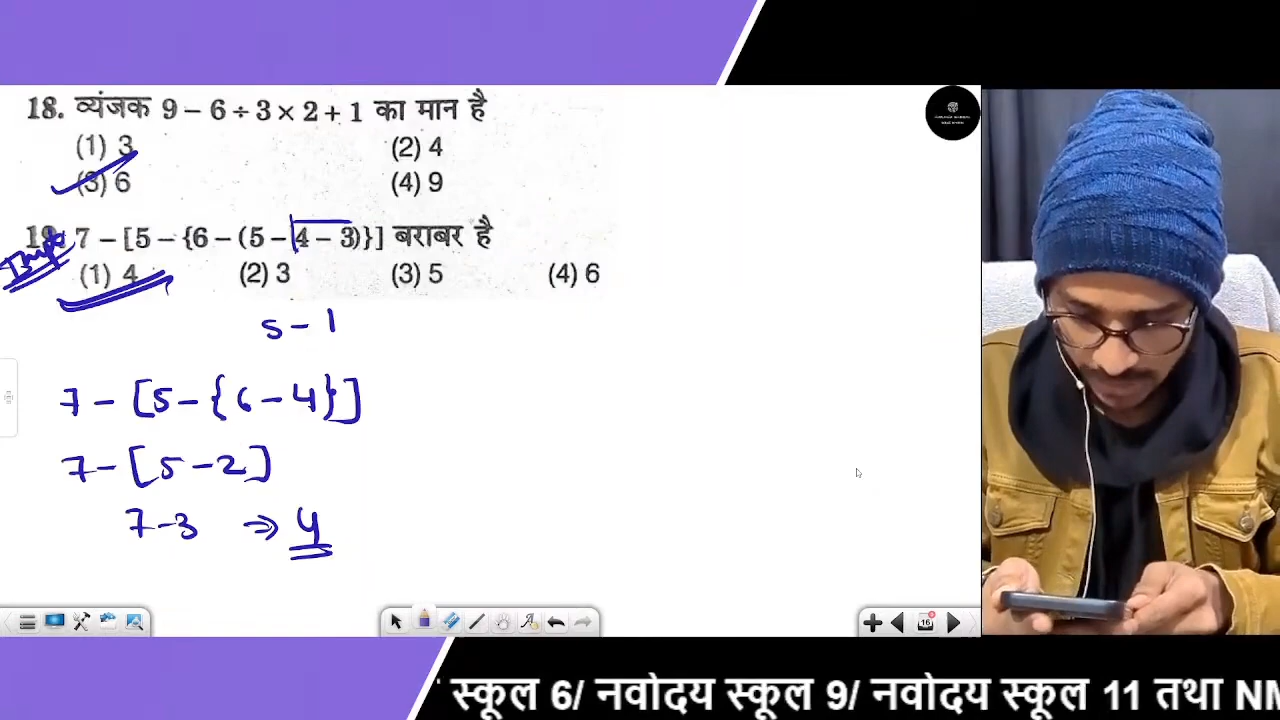 18. व्यंजक 9 – 6 ÷ 3 × 2 + 1 का मान है
(1) 3 (2) 4
(3) 6 (4) 9
19. 7 – [5 – {6 – (5 – 4 – 3)}] बराबर है
Imp
(1) 4 (2) 3 (3) 5 (4) 6
5 – 1
7 – [5 – {6 – 4}]
7 – [5 – 2]
7 – 3 ⇒ 4
16
स्कूल 6/ नवोदय स्कूल 9/ नवोदय स्कूल 11 तथा NM